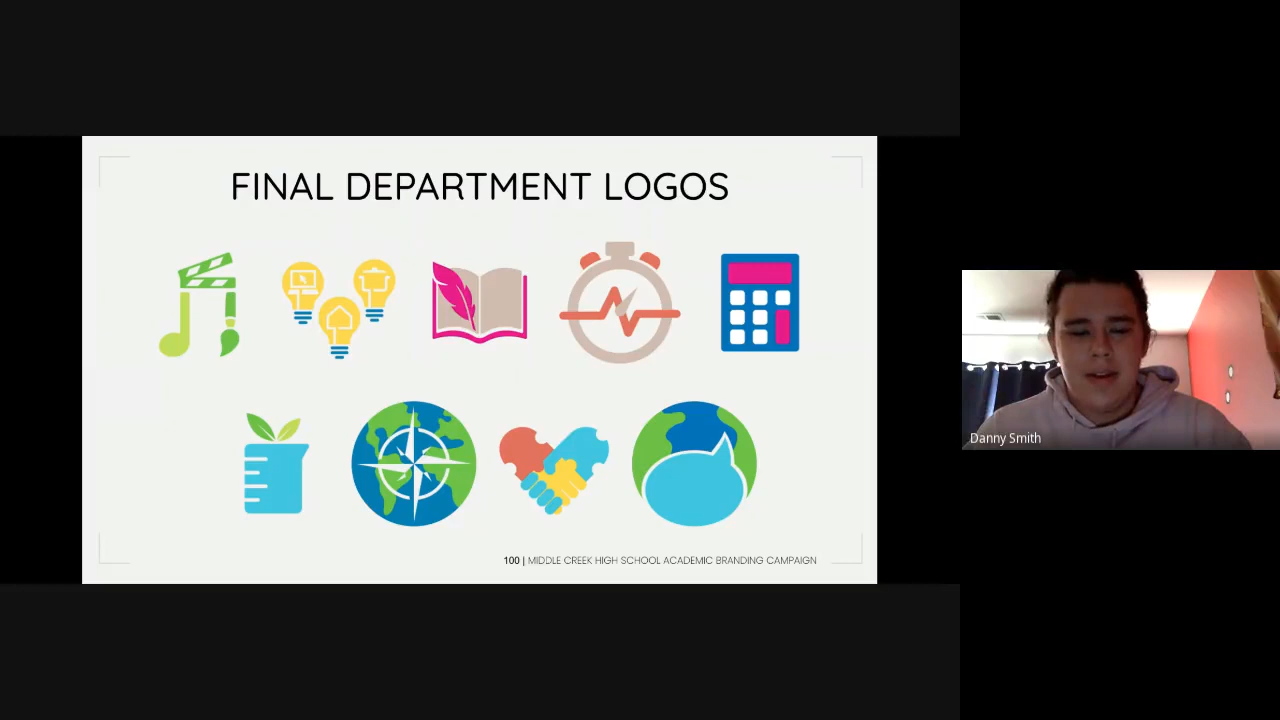 FINAL DEPARTMENT LOGOS
100 | MIDDLE CREEK HIGH SCHOOL ACADEMIC BRANDING CAMPAIGN
Danny Smith